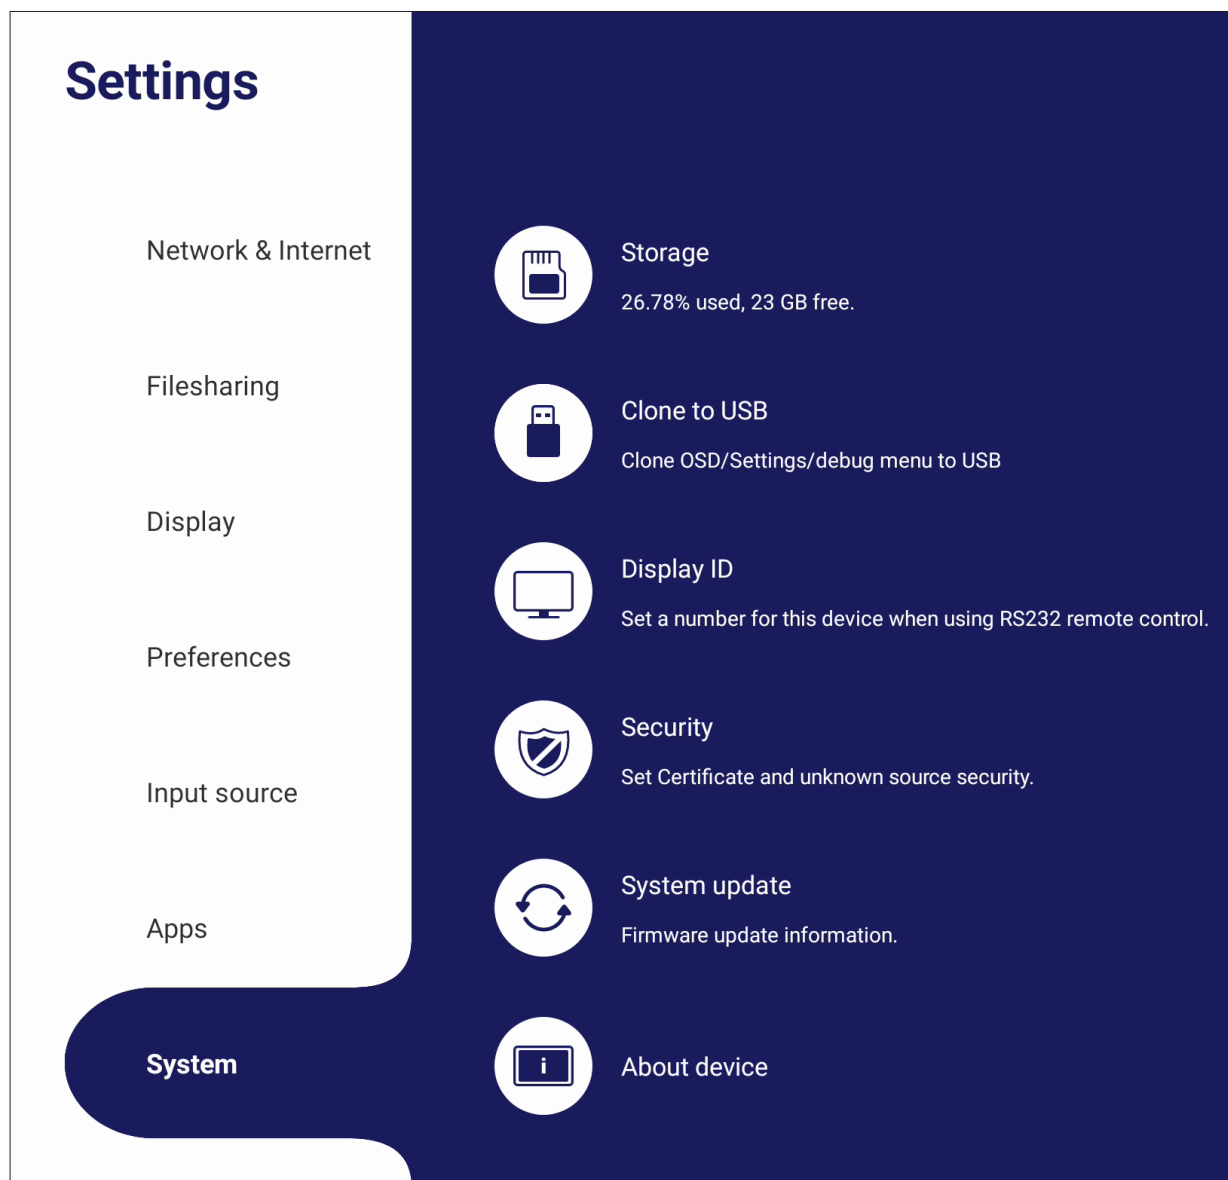 Settings
Network & Internet
Filesharing
Display
Preferences
Input source
Apps
System
Storage
26.78% used, 23 GB free.
Clone to USB
Clone OSD/Settings/debug menu to USB
Display ID
Set a number for this device when using RS232 remote control.
Security
Set Certificate and unknown source security.
System update
Firmware update information.
i
About device